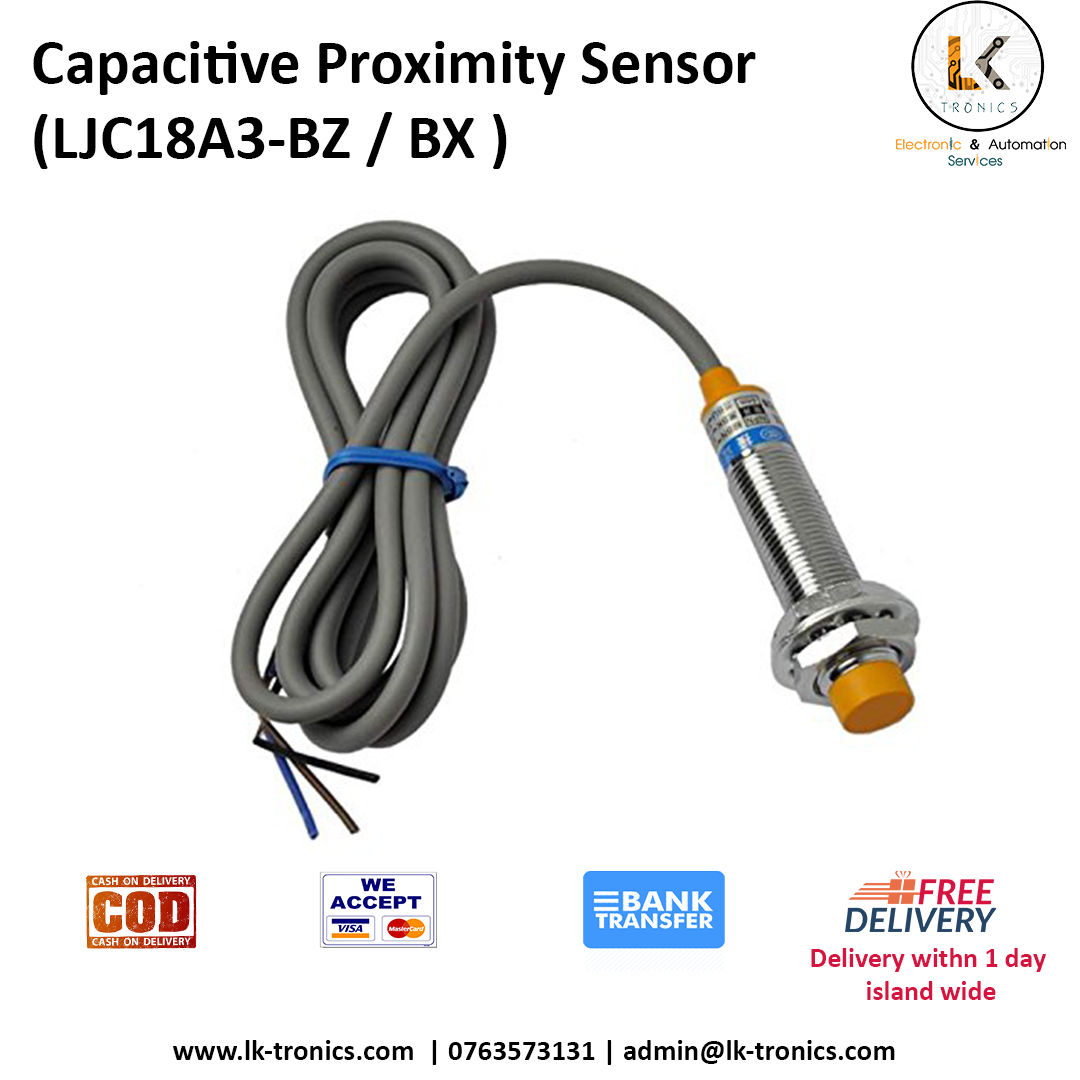 Capacitive Proximity Sensor
(LJC18A3-BZ / BX )
LK
TRONICS
Electronic & Automation
Services
CASH ON DELIVERY
COD
CASH ON DELIVERY
WE
ACCEPT
VISA
MasterCard
BANK
TRANSFER
FREE
DELIVERY
Delivery withn 1 day
island wide
www.lk-tronics.com | 0763573131 | admin@lk-tronics.com